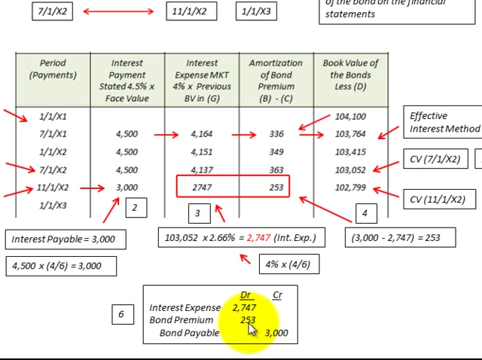 of the bond on the financial
7/1/X2 11/1/X2 1/1/X3
statements
Period Interest Interest Amortization Book Value of
(Payments) Payment Expense MKT of Bond the Bonds
Stated 4.5% x 4% x Previous Premium Less (D)
Face Value BV in (G) (B) - (C)
1/1/X1 104,100
7/1/X1 4,500 4,164 336 103,764
Effective
Interest Method
1/1/X2 4,500 4,151 349 103,415
7/1/X2 4,500 4,137 363 103,052
CV (7/1/X2)
11/1/X2 3,000 2747 253 102,799
CV (11/1/X2)
1/1/X3
2 3 4
Interest Payable = 3,000 103,052 x 2.66% = 2,747 (Int. Exp.) (3,000 - 2,747) = 253
4,500 x (4/6) = 3,000 4% x (4/6)
Dr Cr
6
Interest Expense 2,747
Bond Premium 253
Bond Payable 3,000